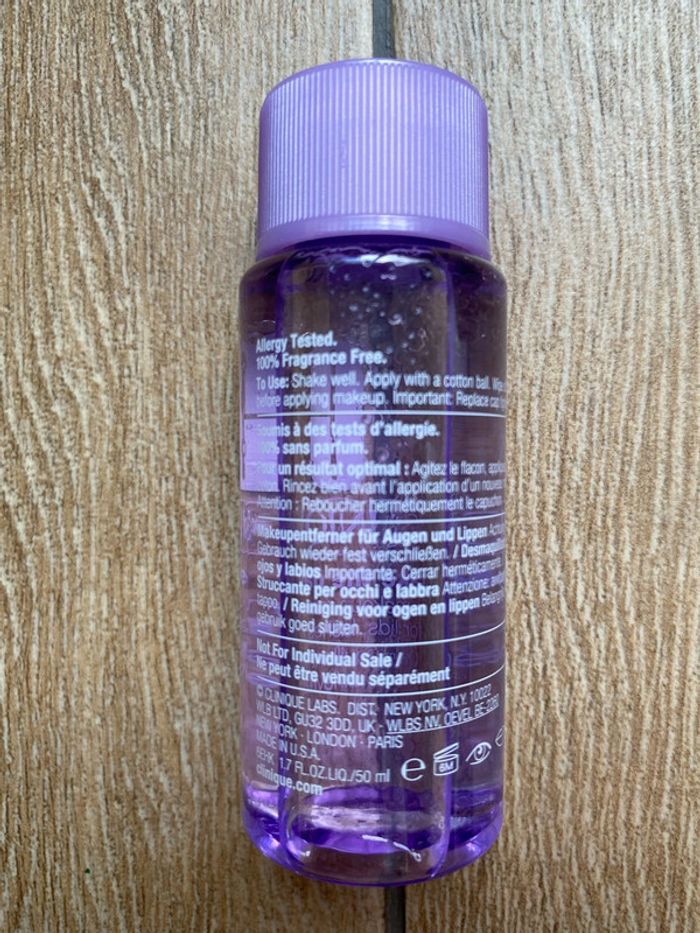 Allergy Tested.
100% Fragrance Free.
To Use: Shake well. Apply with a cotton ball.
before applying makeup. Important: Replace cap
Soumis à des tests d'allergie.
100% sans parfum.
Pour un résultat optimal : Agitez le flacon,
Rincez bien avant l'application d'un nouveau
Attention : Reboucher hermétiquement le capuchon.
Makeupentferner für Augen und Lippen
Gebrauch wieder fest verschließen. /
ojos y labios Importante: Cerrar herméticamente.
Struccante per occhi e labbra Attenzione:
tappo. / Reiniging voor ogen en lippen
gebruik goed sluiten.
Not For Individual Sale /
Ne peut être vendu séparément
© CLINIQUE LABS. DIST. NEW YORK, N.Y. 10022
WLB LTD, GU32 3DD, UK - WLBS NV. OEVEL BE-2260
NEW YORK · LONDON · PARIS
MADE IN U.S.A.
6EHK 1.7 FL.OZ.LIQ./50 ml e 6M
clinique.com